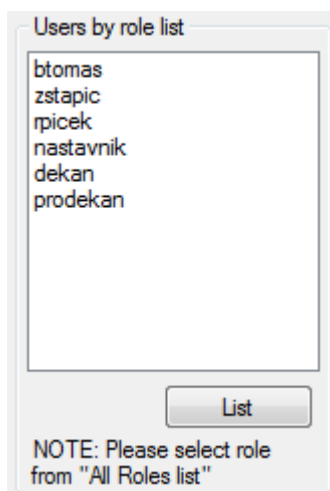 Users by role list
btomas
zstapic
rpicek
nastavnik
dekan
prodekan
List
NOTE: Please select role
from "All Roles list"